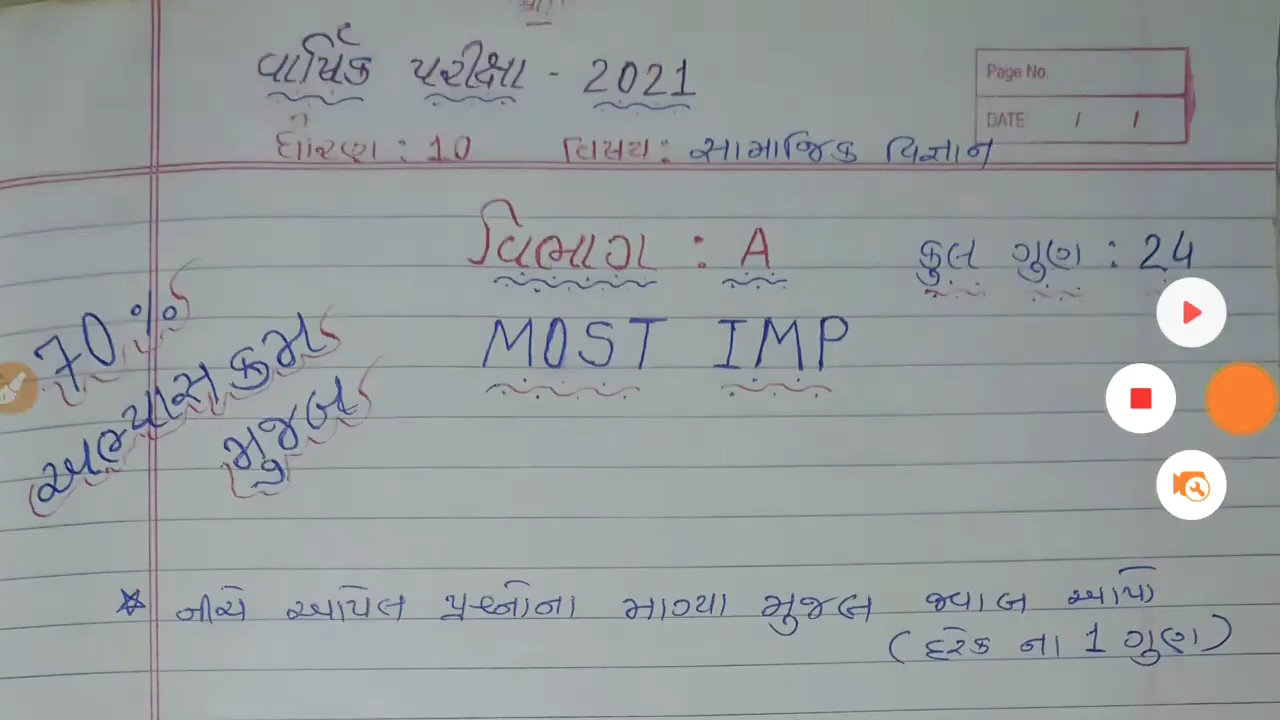 વાર્ષિક પરીક્ષા - 2021
Page No.
DATE / /
ધોરણ : 10 વિષય : સામાજિક વિજ્ઞાન
વિભાગ : A
કુલ ગુણ : 24
MOST IMP
70 %
અભ્યાસક્રમ
મુજબ
નીચે આપેલ પ્રશ્નોના માગ્યા મુજબ જવાબ આપો
(દરેક ના 1 ગુણ)